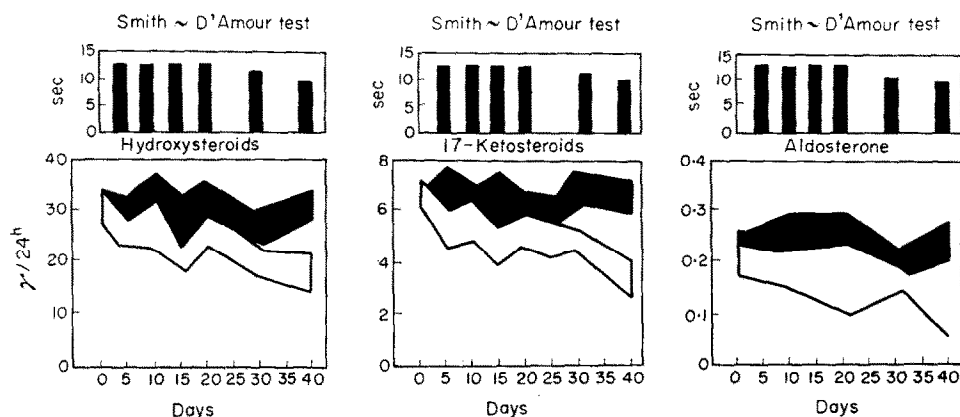 Smith ~ D'Amour test
15
10
5
0
sec
Hydroxysteroids
40
30
20
10
0
γ/24h
0 5 10 15 20 25 30 35 40
Days
Smith ~ D'Amour test
15
10
5
0
sec
17-Ketosteroids
8
6
4
2
0
0 5 10 15 20 25 30 35 40
Days
Smith ~ D'Amour test
15
10
5
0
sec
Aldosterone
0·4
0·3
0·2
0·1
0
0 5 10 15 20 25 30 35 40
Days